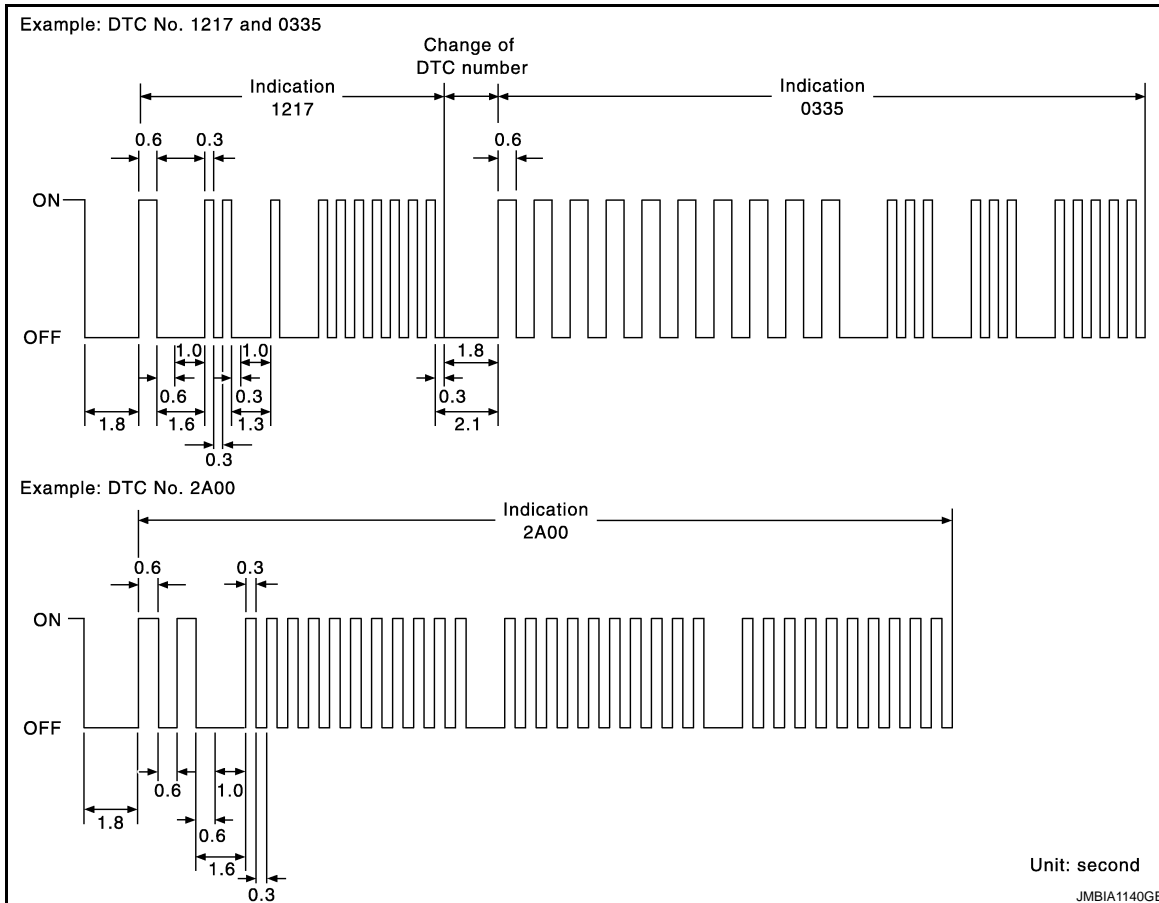 Example: DTC No. 1217 and 0335
Change of
DTC number
Indication
1217
Indication
0335
0.6
0.3
0.6
ON
OFF
1.0
1.0
1.8
0.6
0.3
0.3
1.8
1.6
1.3
2.1
0.3
Example: DTC No. 2A00
Indication
2A00
0.6
0.3
ON
OFF
0.6
1.0
1.8
0.6
1.6
0.3
Unit: second
JMBIA1140GB